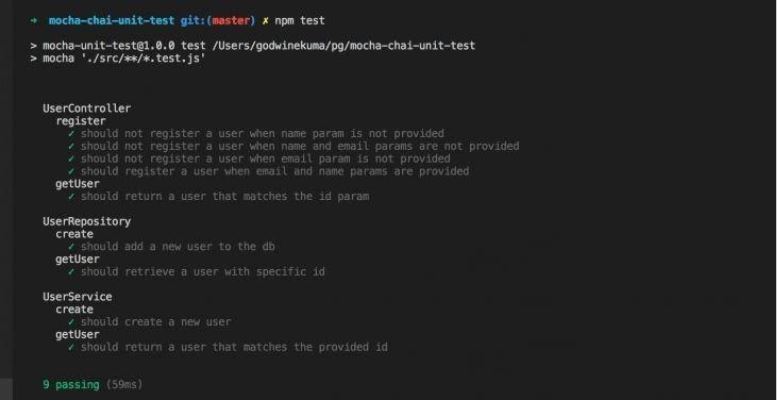 → mocha-chai-unit-test git:(master) ✗ npm test
> mocha-unit-test@1.0.0 test /Users/godwinekuma/pg/mocha-chai-unit-test
> mocha './src/**/*.test.js'
UserController
register
✓ should not register a user when name param is not provided
✓ should not register a user when name and email params are not provided
✓ should not register a user when email param is not provided
✓ should register a user when email and name params are provided
getUser
✓ should return a user that matches the id param
UserRepository
create
✓ should add a new user to the db
getUser
✓ should retrieve a user with specific id
UserService
create
✓ should create a new user
getUser
✓ should return a user that matches the provided id
9 passing (59ms)